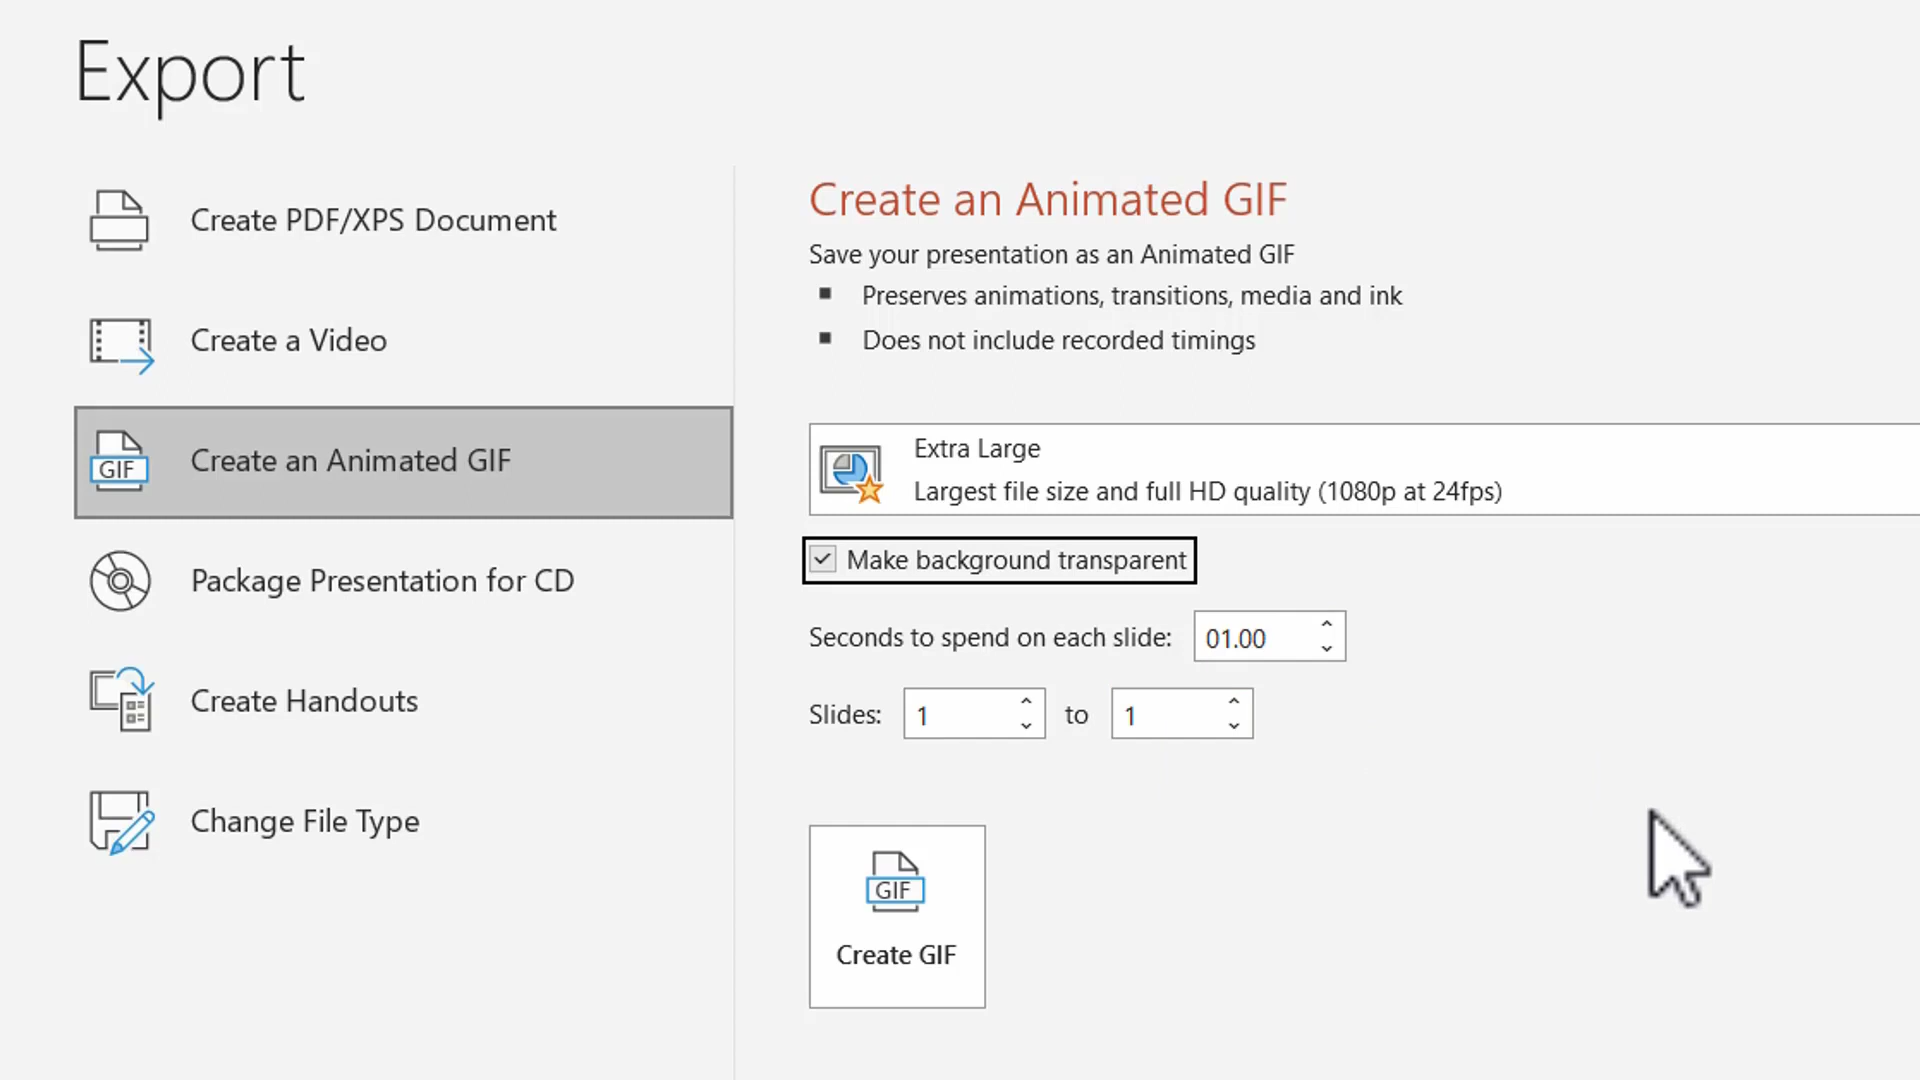 Export
Create PDF/XPS Document
Create a Video
GIF
Create an Animated GIF
Package Presentation for CD
Create Handouts
Change File Type
Create an Animated GIF
Save your presentation as an Animated GIF
Preserves animations, transitions, media and ink
Does not include recorded timings
Extra Large
Largest file size and full HD quality (1080p at 24fps)
Make background transparent
Seconds to spend on each slide: 01.00
Slides: 1 to 1
GIF
Create GIF